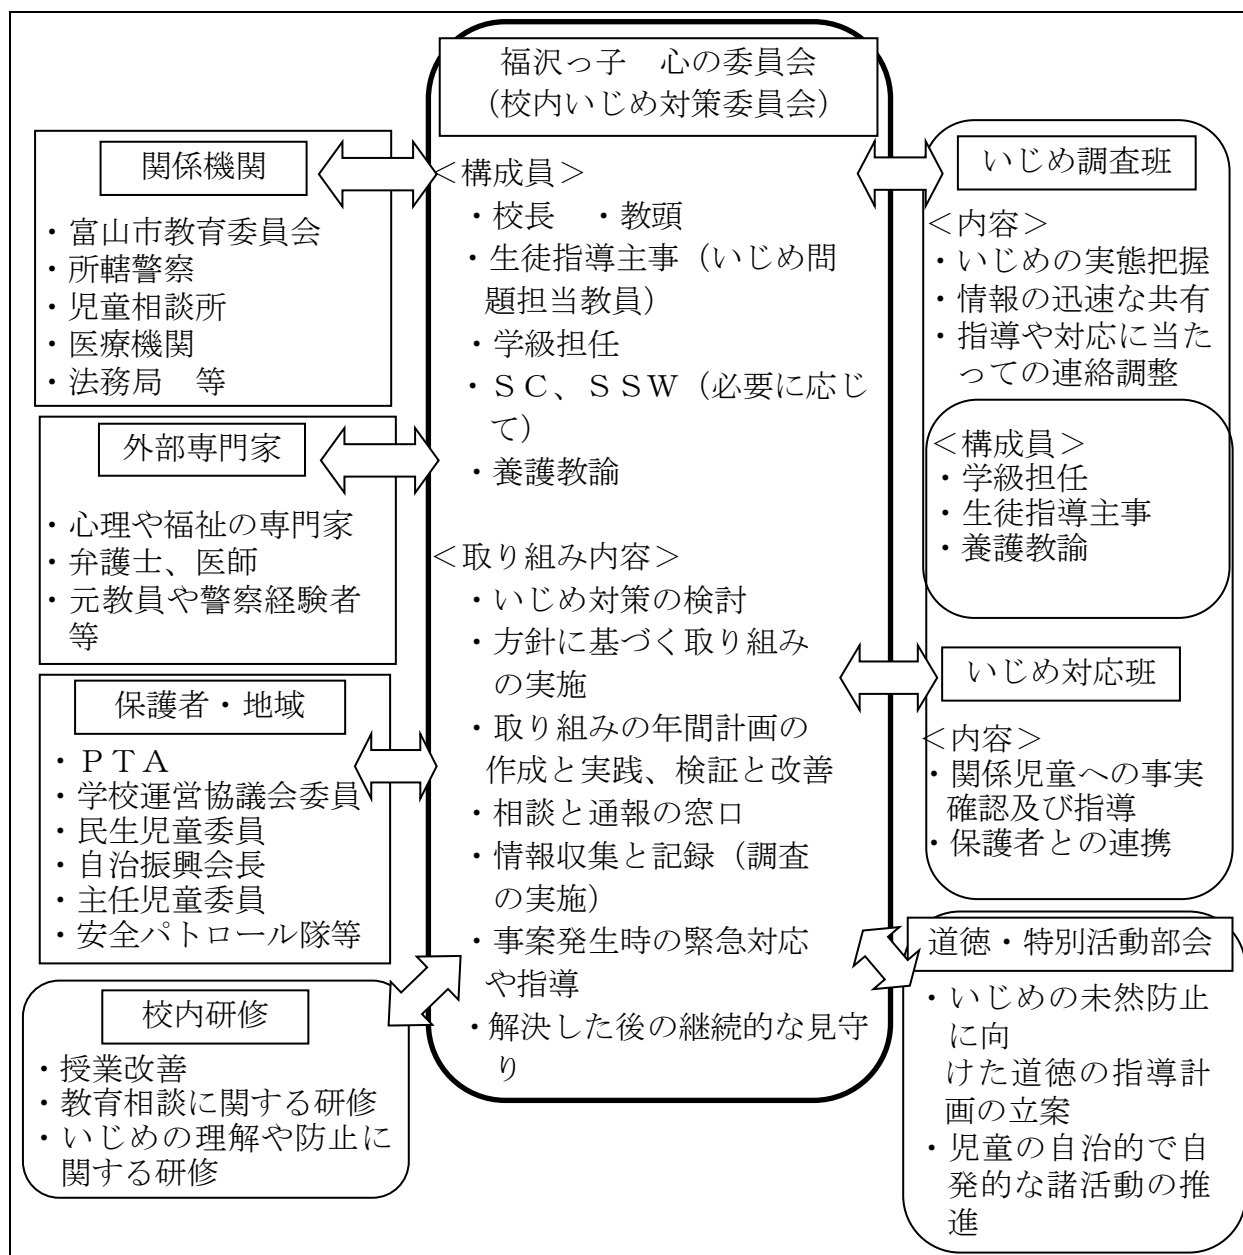 福沢っ子　心の委員会
（校内いじめ対策委員会）
＜構成員＞
・校長　・教頭
・生徒指導主事（いじめ問
題担当教員）
・学級担任
・ＳＣ、ＳＳＷ（必要に応じ
て）
・養護教諭
＜取り組み内容＞
・いじめ対策の検討
・方針に基づく取り組み
の実施
・取り組みの年間計画の
作成と実践、検証と改善
・相談と通報の窓口
・情報収集と記録（調査
の実施）
・事案発生時の緊急対応
や指導
・解決した後の継続的な見守
り
関係機関
・富山市教育委員会
・所轄警察
・児童相談所
・医療機関
・法務局　等
外部専門家
・心理や福祉の専門家
・弁護士、医師
・元教員や警察経験者
等
保護者・地域
・ＰＴＡ
・学校運営協議会委員
・民生児童委員
・自治振興会長
・主任児童委員
・安全パトロール隊等
校内研修
・授業改善
・教育相談に関する研修
・いじめの理解や防止に
関する研修
いじめ調査班
＜内容＞
・いじめの実態把握
・情報の迅速な共有
・指導や対応に当た
っての連絡調整
＜構成員＞
・学級担任
・生徒指導主事
・養護教諭
いじめ対応班
＜内容＞
・関係児童への事実
確認及び指導
・保護者との連携
道徳・特別活動部会
・いじめの未然防止
に向
けた道徳の指導計
画の立案
・児童の自治的で自
発的な諸活動の推
進